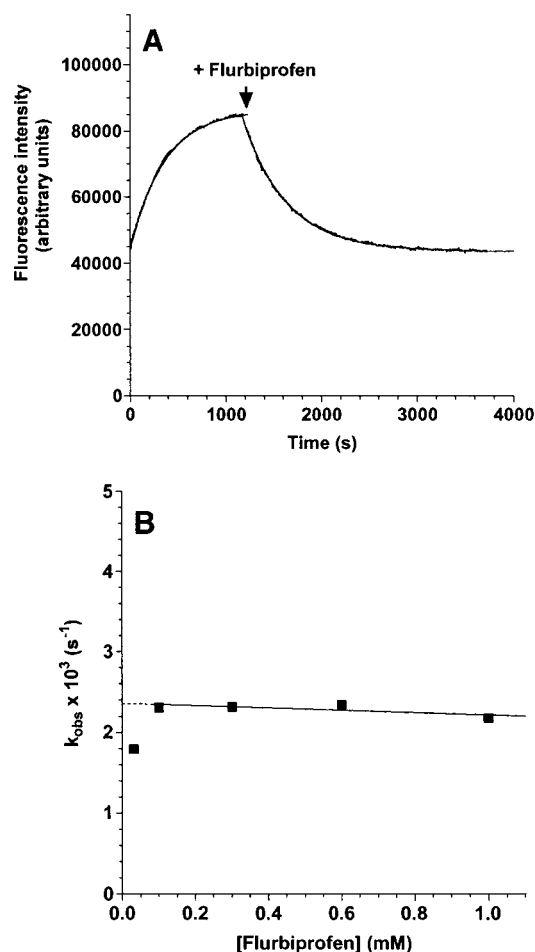 A
+ Flurbiprofen
Fluorescence intensity
(arbitrary units)
100000
80000
60000
40000
20000
0
0 1000 2000 3000 4000
Time (s)
B
k_obs x 10³ (s⁻¹)
5
4
3
2
1
0
0.0 0.2 0.4 0.6 0.8 1.0
[Flurbiprofen] (mM)